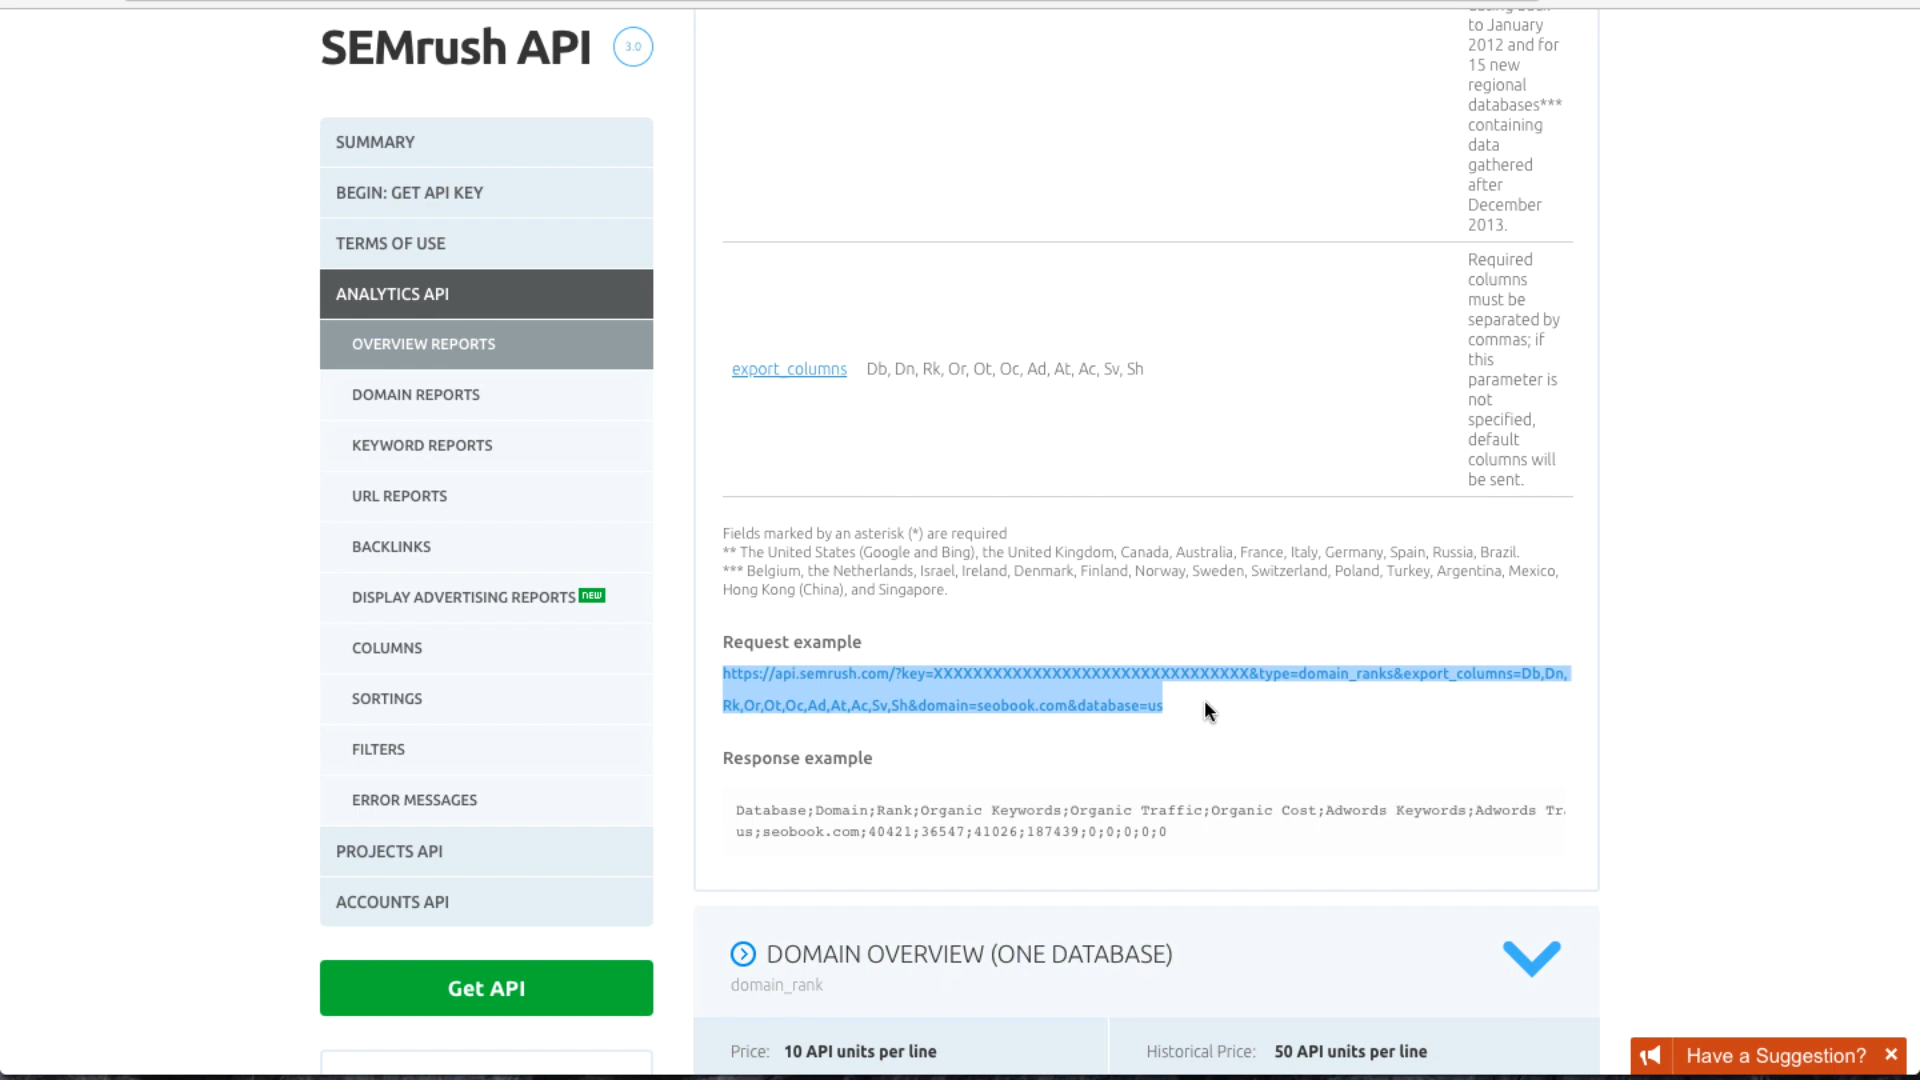 SEMrush API 3.0
SUMMARY
BEGIN: GET API KEY
TERMS OF USE
ANALYTICS API
OVERVIEW REPORTS
DOMAIN REPORTS
KEYWORD REPORTS
URL REPORTS
BACKLINKS
DISPLAY ADVERTISING REPORTS NEW
COLUMNS
SORTINGS
FILTERS
ERROR MESSAGES
PROJECTS API
ACCOUNTS API
Get API
to January
2012 and for
15 new
regional
databases***
containing
data
gathered
after
December
2013.
export_columns Db, Dn, Rk, Or, Ot, Oc, Ad, At, Ac, Sv, Sh
Required
columns
must be
separated by
commas; if
this
parameter is
not
specified,
default
columns will
be sent.
Fields marked by an asterisk (*) are required
** The United States (Google and Bing), the United Kingdom, Canada, Australia, France, Italy, Germany, Spain, Russia, Brazil.
*** Belgium, the Netherlands, Israel, Ireland, Denmark, Finland, Norway, Sweden, Switzerland, Poland, Turkey, Argentina, Mexico,
Hong Kong (China), and Singapore.
Request example
https://api.semrush.com/?key=XXXXXXXXXXXXXXXXXXXXXXXXXXXXXXXX&type=domain_ranks&export_columns=Db,Dn,
Rk,Or,Ot,Oc,Ad,At,Ac,Sv,Sh&domain=seobook.com&database=us
Response example
Database;Domain;Rank;Organic Keywords;Organic Traffic;Organic Cost;Adwords Keywords;Adwords Tr
us;seobook.com;40421;36547;41026;187439;0;0;0;0;0
DOMAIN OVERVIEW (ONE DATABASE)
domain_rank
Price: 10 API units per line
Historical Price: 50 API units per line
Have a Suggestion? ×